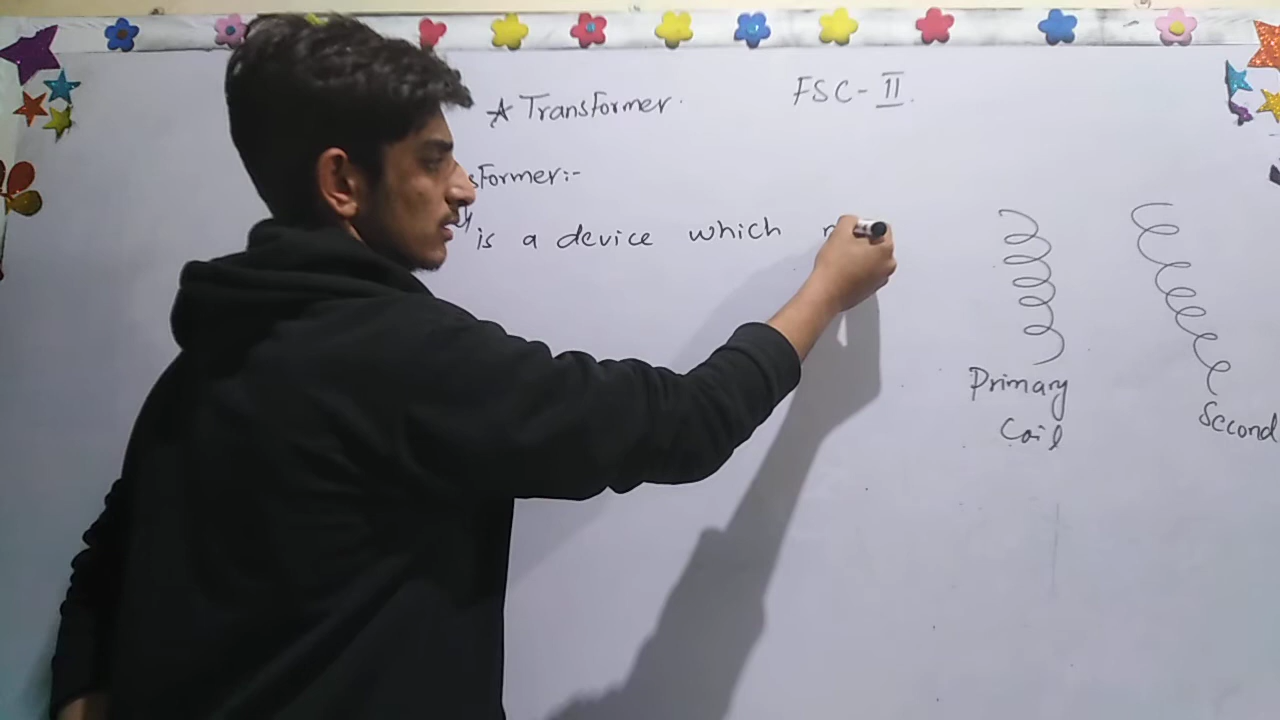 ☆ Transformer.
FSC-II.
sFormer:-
is a device which
Primary
Coil
Second